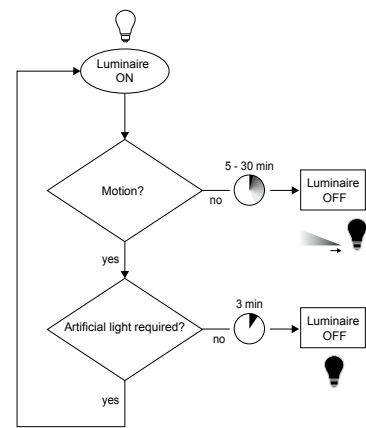 Luminaire
ON
Motion?
no
5 - 30 min
Luminaire
OFF
yes
Artificial light required?
no
3 min
Luminaire
OFF
yes